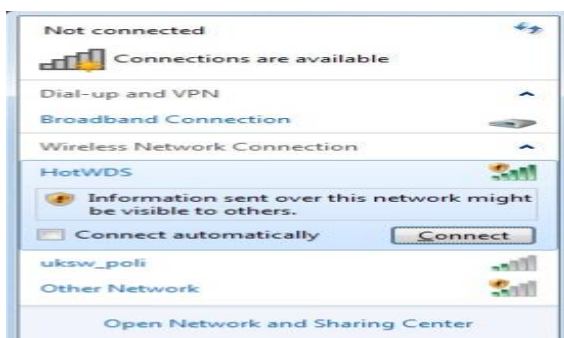 Not connected
Connections are available
Dial-up and VPN
Broadband Connection
Wireless Network Connection
HotWDS
Information sent over this network might
be visible to others.
Connect automatically
Connect
uksw_poli
Other Network
Open Network and Sharing Center